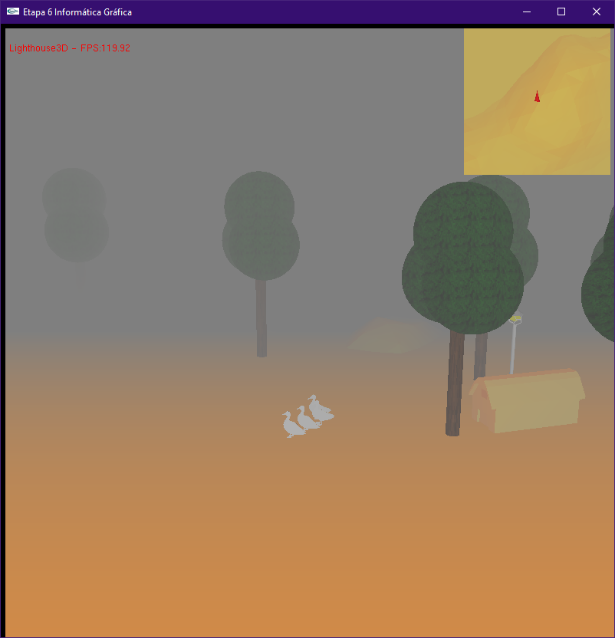 Etapa 6 Informática Gráfica
Lighthouse3D - FPS:119.92